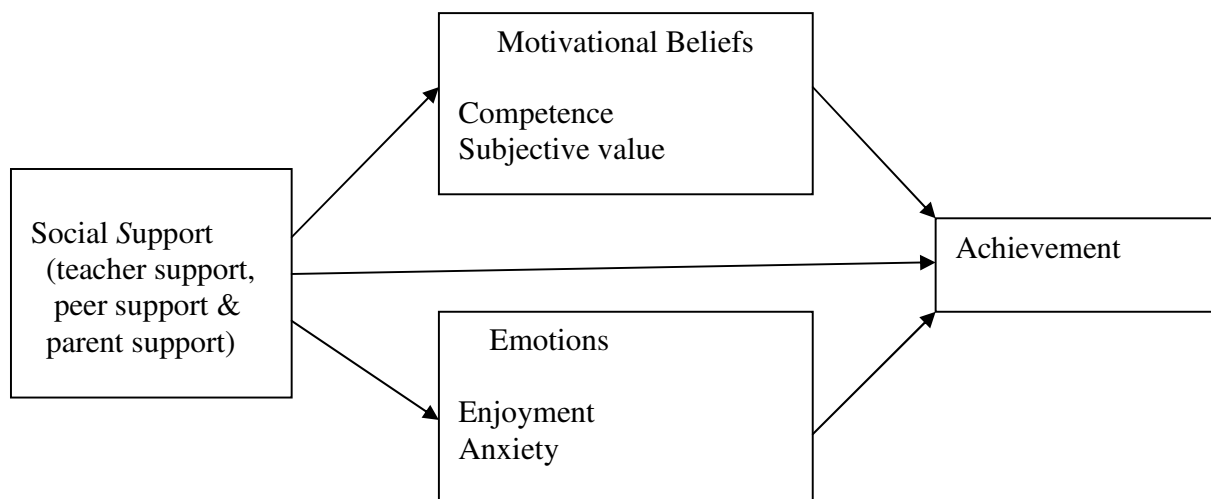 Motivational Beliefs
Competence
Subjective value
Social Support
(teacher support,
peer support &
parent support)
Achievement
Emotions
Enjoyment
Anxiety